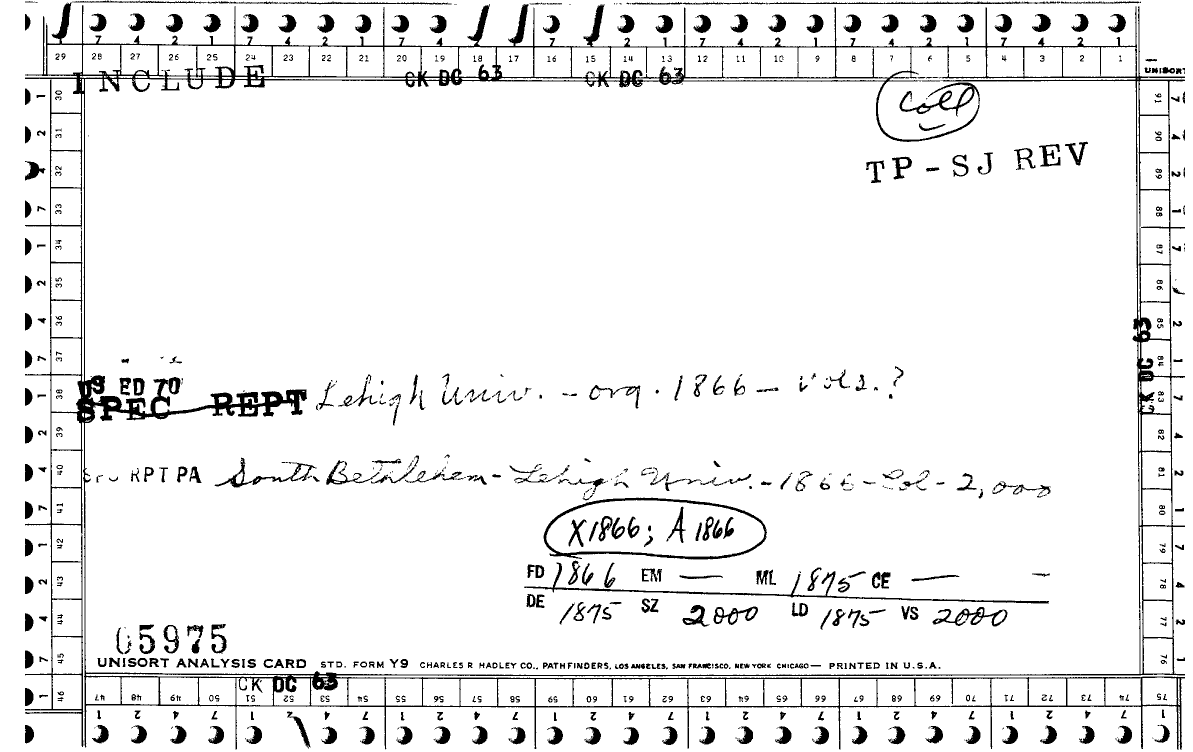 7 4 2 1 7 4 2 1 7 4 2 1 7 4 2 1 7 4 2 1 7 4 2 1
29 28 27 26 25 24 23 22 21 20 19 18 17 16 15 14 13 12 11 10 9 8 7 6 5 4 3 2 1
INCLUDE CK DC 63 CK DC 63 UNISORT
Coll
TP-SJ REV
CK DC 63
US ED 70
SPEC REPT Lehigh Univ. - org. 1866 - vols.?
RPT PA South Bethlehem - Lehigh Univ. - 1866 - Col - 2,000
X1866; A 1866
FD 1866 EM — ML 1875 CE — —
DE 1875 SZ 2000 LD 1875 VS 2000
05975
UNISORT ANALYSIS CARD STD. FORM Y9 CHARLES R HADLEY CO., PATHFINDERS, LOS ANGELES, SAN FRANCISCO, NEW YORK CHICAGO — PRINTED IN U.S.A.
CK DC 63
47 48 49 50 51 52 53 54 55 56 57 58 59 60 61 62 63 64 65 66 67 68 69 70 71 72 73 74 75
1 2 4 7 1 2 4 7 1 2 4 7 1 2 4 7 1 2 4 7 1 2 4 7 1 2 4 7 1
30 31 32 33 34 35 36 37 38 39 40 41 42 43 44 45 46
91 90 89 88 87 86 85 84 83 82 81 80 79 78 77 76